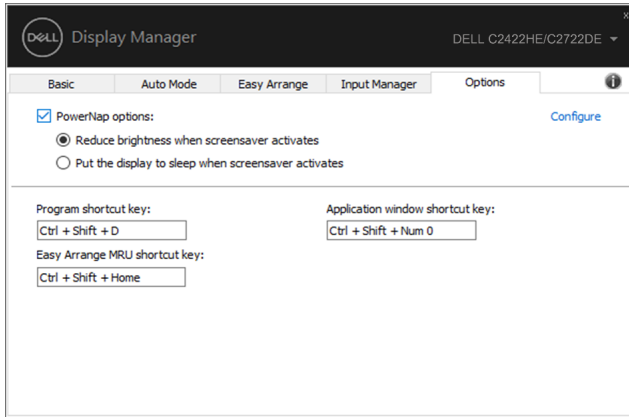 DELL Display Manager
DELL C2422HE/C2722DE
Basic Auto Mode Easy Arrange Input Manager Options
PowerNap options: Configure
Reduce brightness when screensaver activates
Put the display to sleep when screensaver activates
Program shortcut key: Application window shortcut key:
Ctrl + Shift + D Ctrl + Shift + Num 0
Easy Arrange MRU shortcut key:
Ctrl + Shift + Home